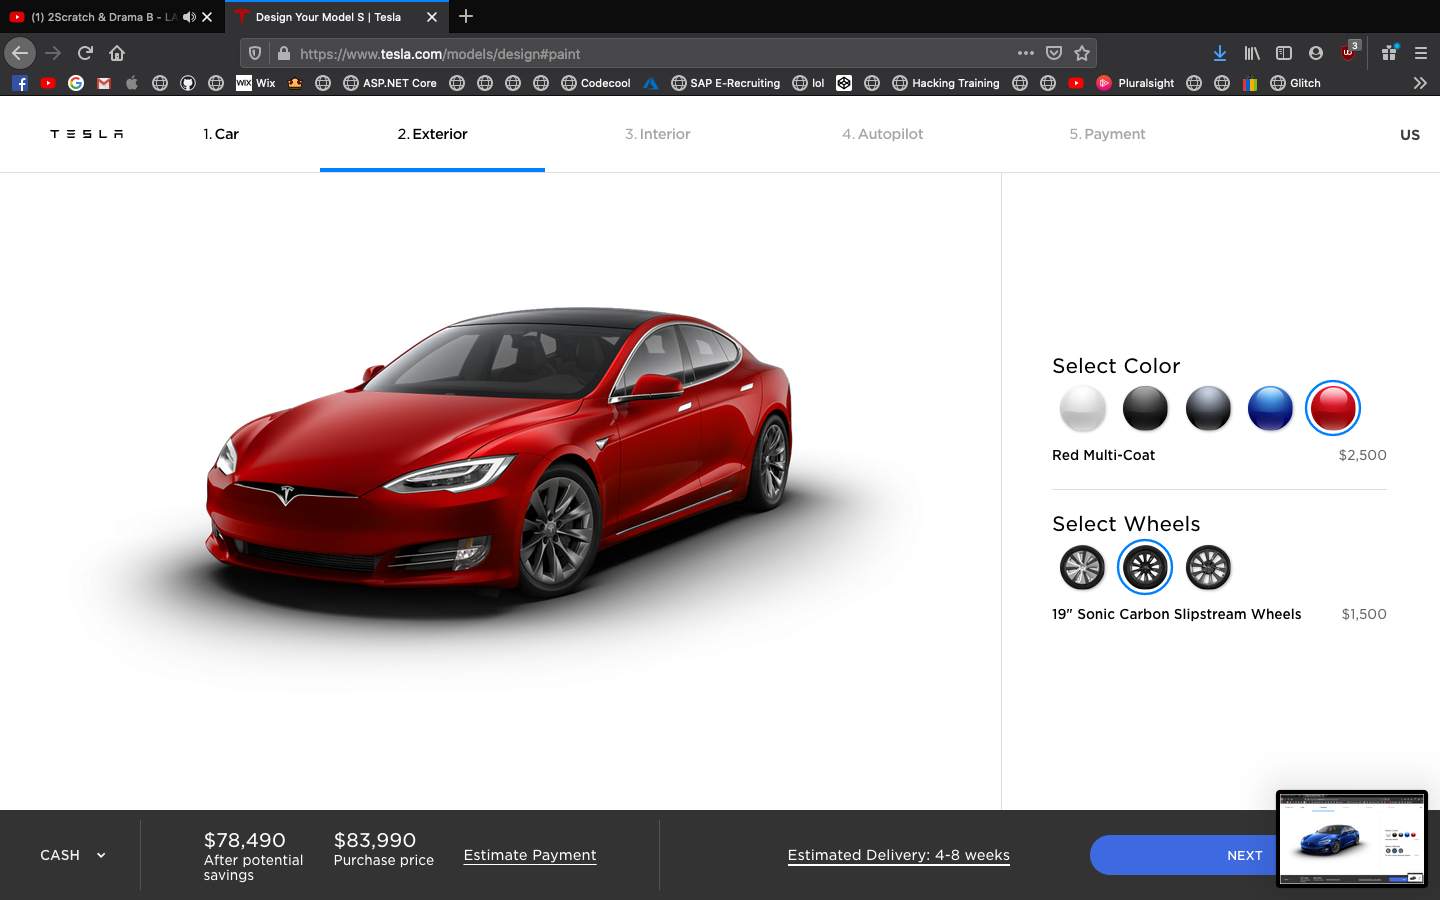 (1) 2Scratch & Drama B - LA
Design Your Model S | Tesla
https://www.tesla.com/models/design#paint
3
WIX Wix
ASP.NET Core
Codecool
SAP E-Recruiting
lol
Hacking Training
Pluralsight
Glitch
TESLA
1. Car
2. Exterior
3. Interior
4. Autopilot
5. Payment
US
Select Color
Red Multi-Coat
$2,500
Select Wheels
19" Sonic Carbon Slipstream Wheels
$1,500
CASH
$78,490
After potential
savings
$83,990
Purchase price
Estimate Payment
Estimated Delivery: 4-8 weeks
NEXT